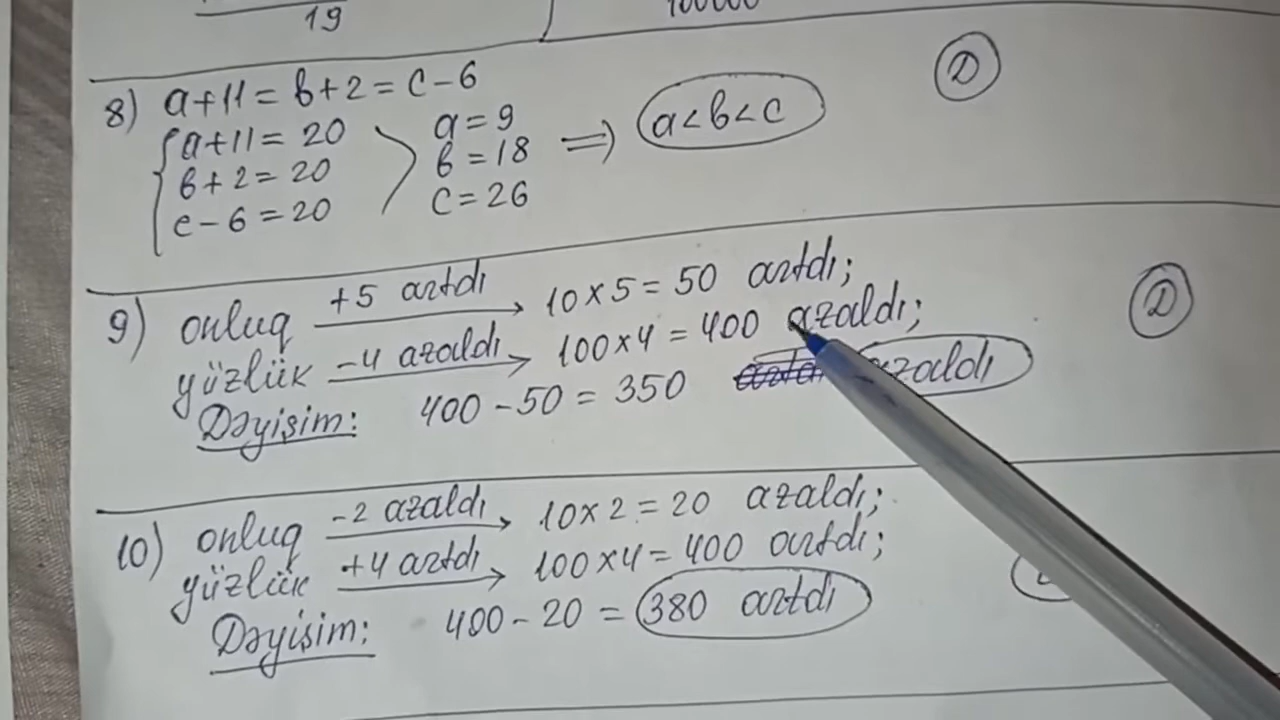 19
100000
8) a+11 = b+2 = c-6
a+11 = 20
b+2 = 20
c-6 = 20
a = 9
b = 18
c = 26
⇒ a<b<c
D
9) onluq +5 artdı → 10×5 = 50 artdı;
yüzlük -4 azaldı → 100×4 = 400 azaldı;
Dəyişim: 400-50 = 350 azaldı
D
10) onluq -2 azaldı → 10×2 = 20 azaldı;
yüzlük +4 artdı → 100×4 = 400 artdı;
Dəyişim: 400-20 = 380 artdı